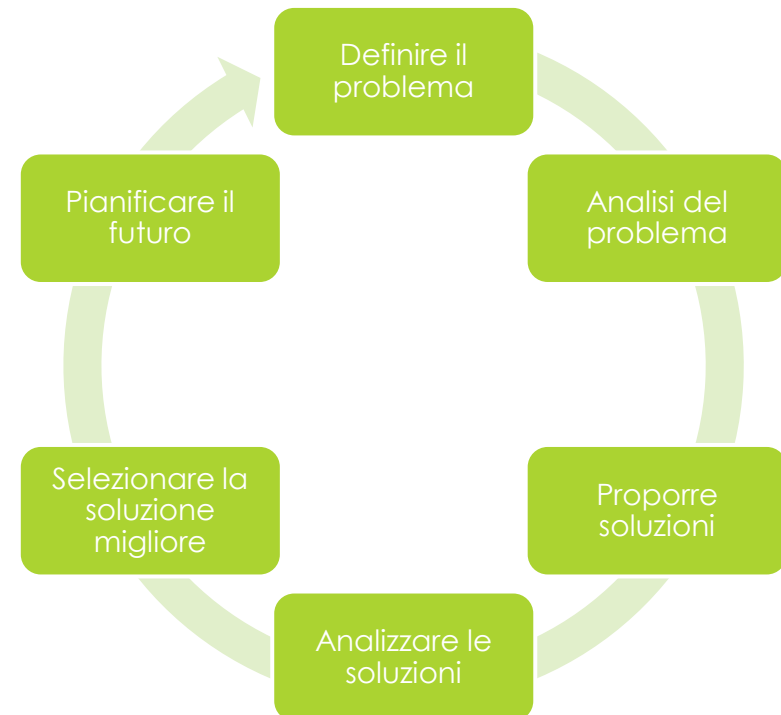 Definire il
problema
Analisi del
problema
Proporre
soluzioni
Analizzare le
soluzioni
Selezionare la
soluzione
migliore
Pianificare il
futuro